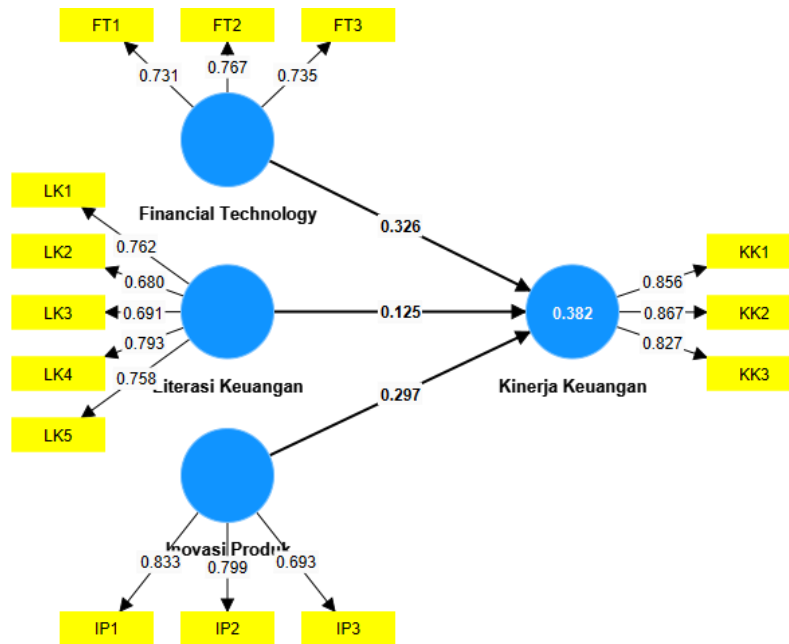 FT1 FT2 FT3
0.731 0.767 0.735
Financial Technology
LK1
LK2
LK3
LK4
LK5
0.762
0.680
0.691
0.793
0.758
Literasi Keuangan
0.326
0.125
0.297
0.382
Kinerja Keuangan
0.856
0.867
0.827
KK1
KK2
KK3
Inovasi Produk
0.833 0.799 0.693
IP1 IP2 IP3